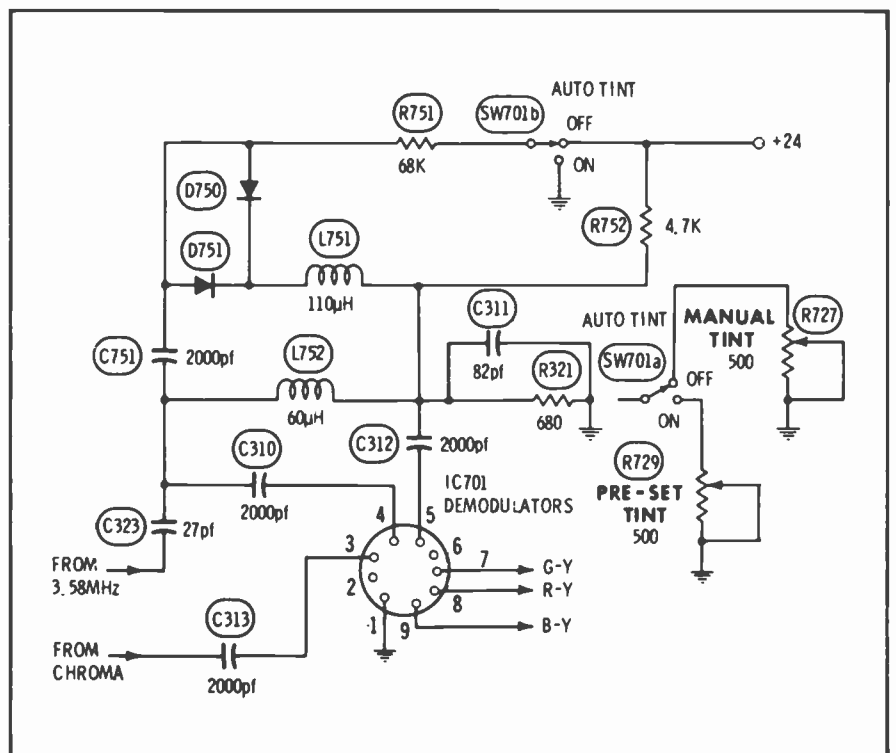 AUTO TINT
R751
SW701b
OFF
+24
68K
ON
D750
R752
4.7K
D751
L751
110µH
C311
AUTO TINT
MANUAL
TINT
500
R727
SW701a
C751
2000pf
L752
82pf
R321
OFF
60µH
680
ON
C310
C312
2000pf
R729
2000pf
IC701
DEMODULATORS
PRE-SET
TINT
500
C323
27pf
4
5
3
6
FROM
3.58MHz
7
G-Y
2
R-Y
8
C313
1
9
B-Y
FROM
CHROMA
2000pf